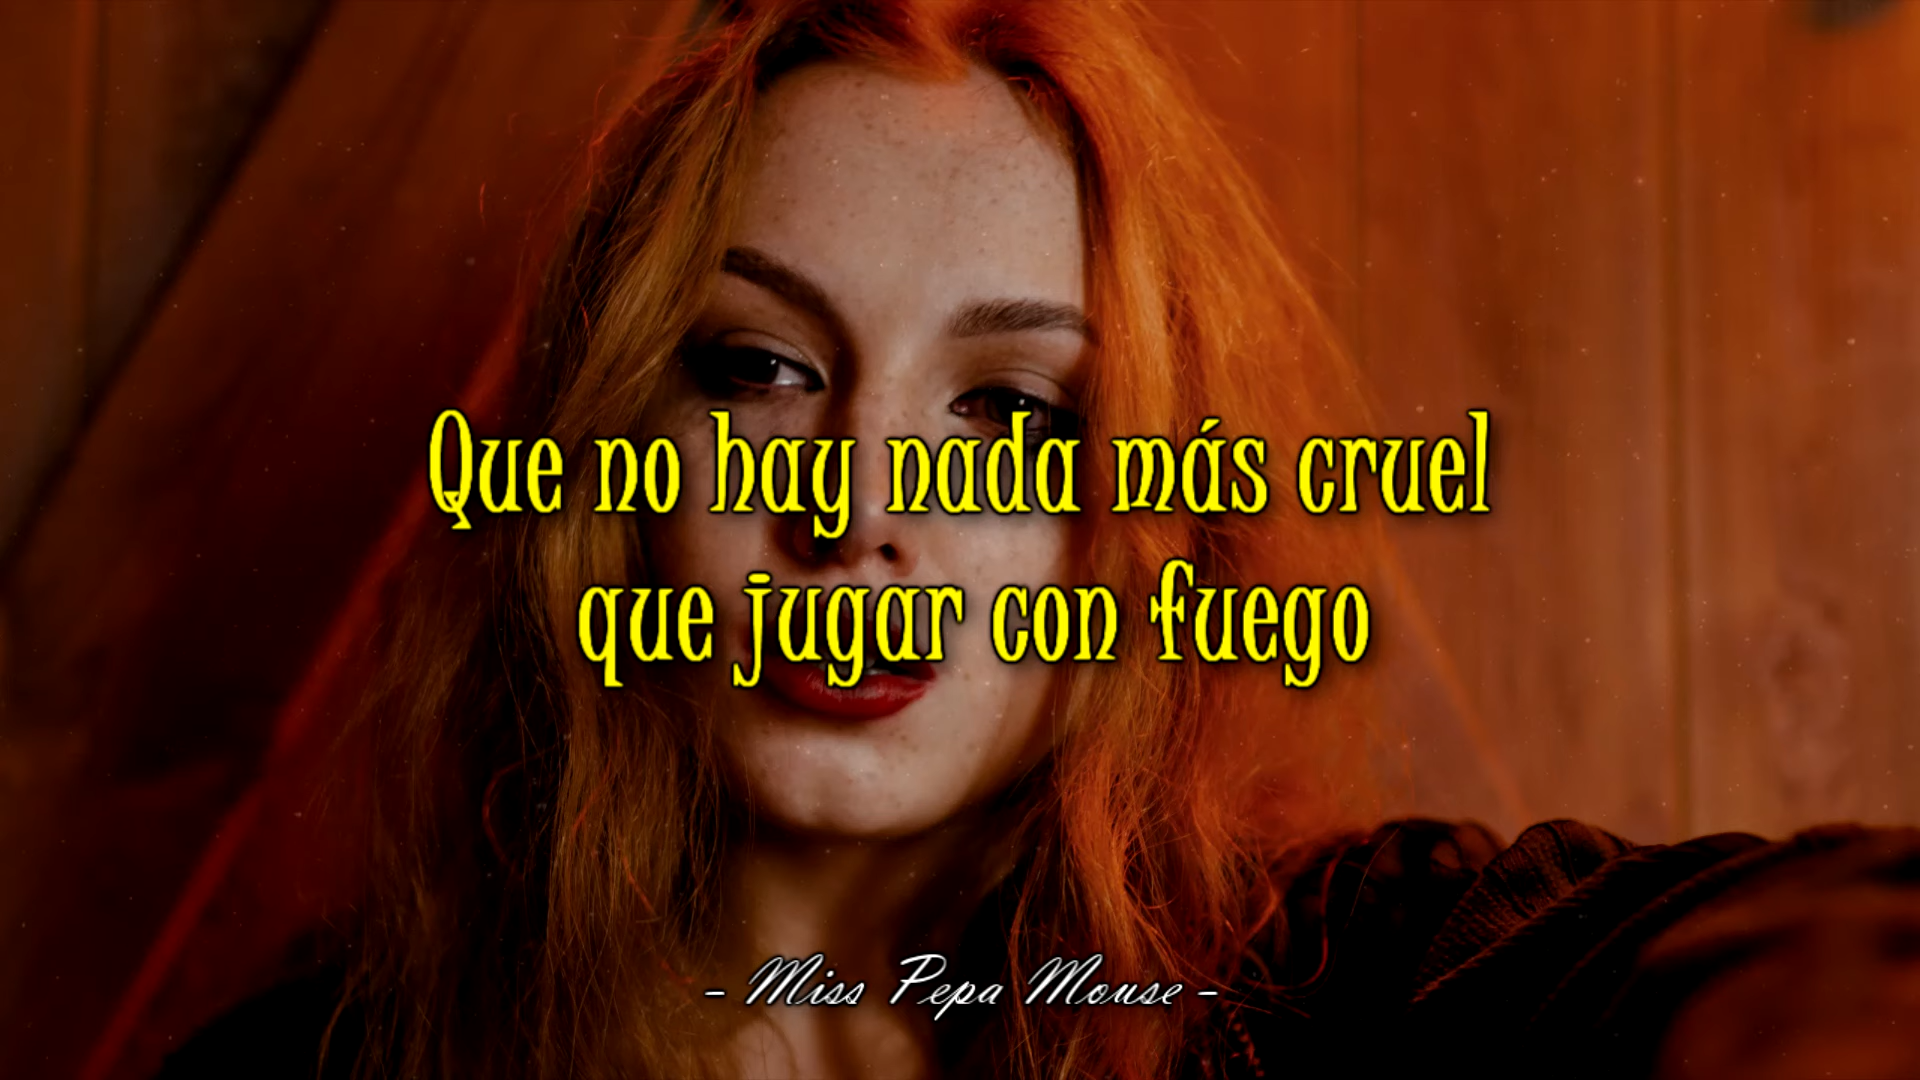 Que no hay nada más cruel
que jugar con fuego
- Miss Pepa Mouse -